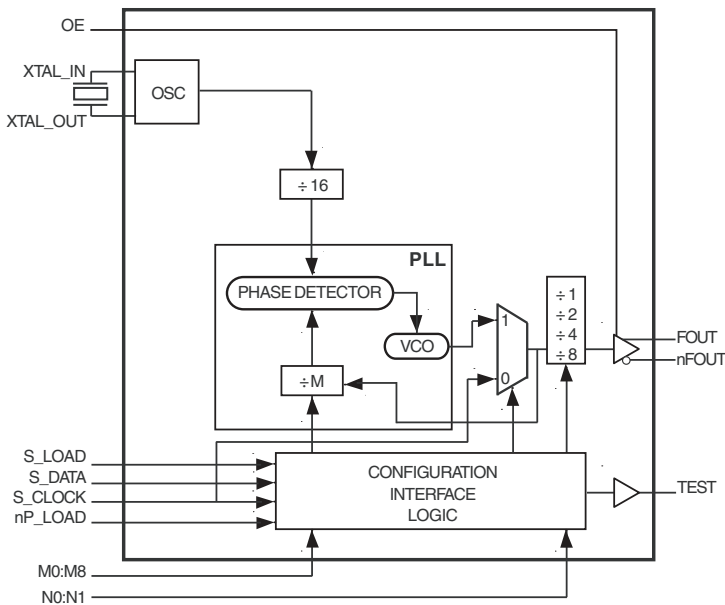 OE
XTAL_IN
OSC
XTAL_OUT
÷ 16
PLL
PHASE DETECTOR
VCO
÷ M
1
0
÷ 1
÷ 2
÷ 4
÷ 8
FOUT
nFOUT
S_LOAD
S_DATA
S_CLOCK
nP_LOAD
CONFIGURATION
INTERFACE
LOGIC
TEST
M0:M8
N0:N1